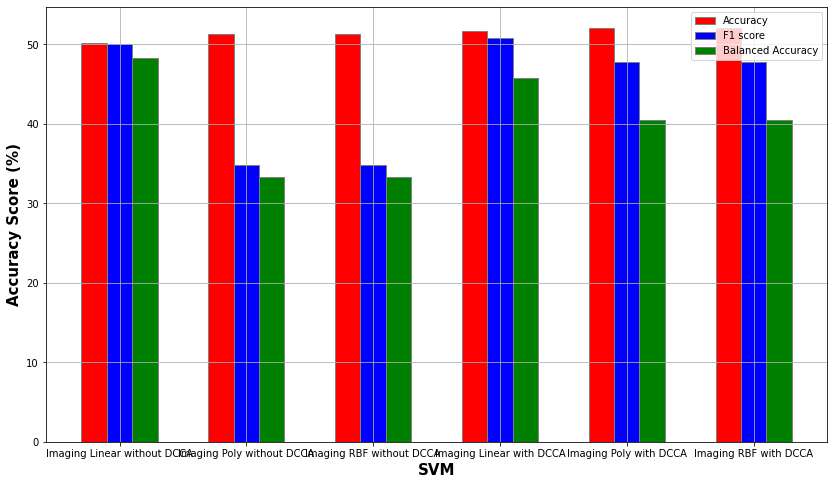 Accuracy
F1 score
Balanced Accuracy
Accuracy Score (%)
50
40
30
20
10
0
Imaging Linear without DCCA
Imaging Poly without DCCA
Imaging RBF without DCCA
Imaging Linear with DCCA
Imaging Poly with DCCA
Imaging RBF with DCCA
SVM